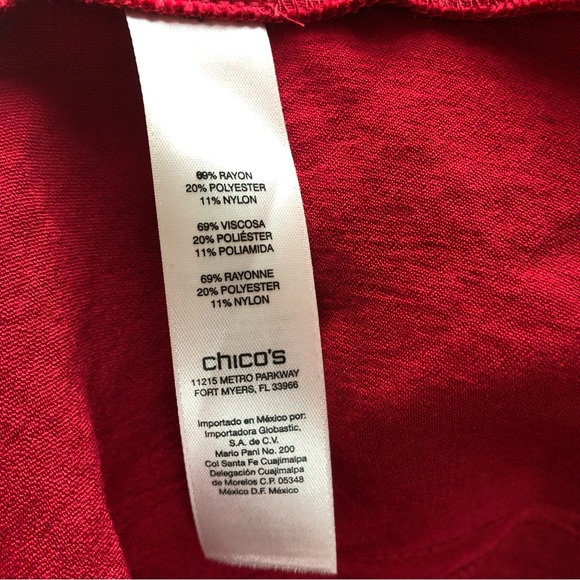 69% RAYON
20% POLYESTER
11% NYLON
69% VISCOSA
20% POLIÉSTER
11% POLIAMIDA
69% RAYONNE
20% POLYESTER
11% NYLON
chico's
11215 METRO PARKWAY
FORT MYERS, FL 33966
Importado en México por:
Importadora Globastic,
S.A. de C.V.
Mario Pani No. 200
Col Santa Fe Cuajimalpa
Delegación Cuajimalpa
de Morelos C.P. 05348
México D.F. México